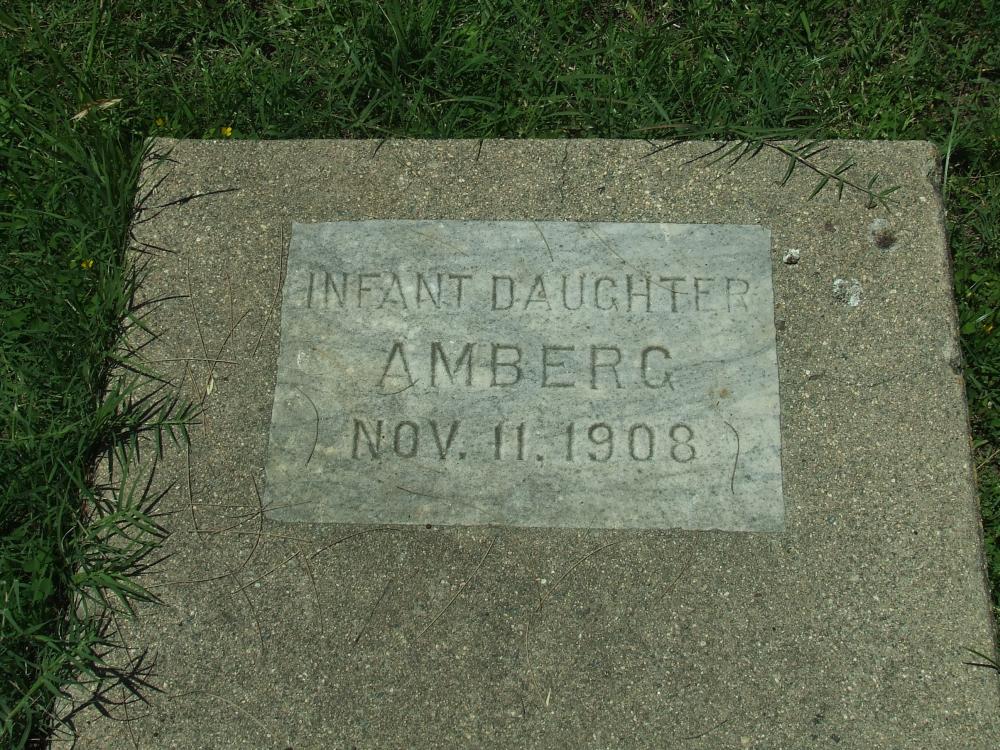 INFANT DAUGHTER
AMBERG
NOV. 11. 1908